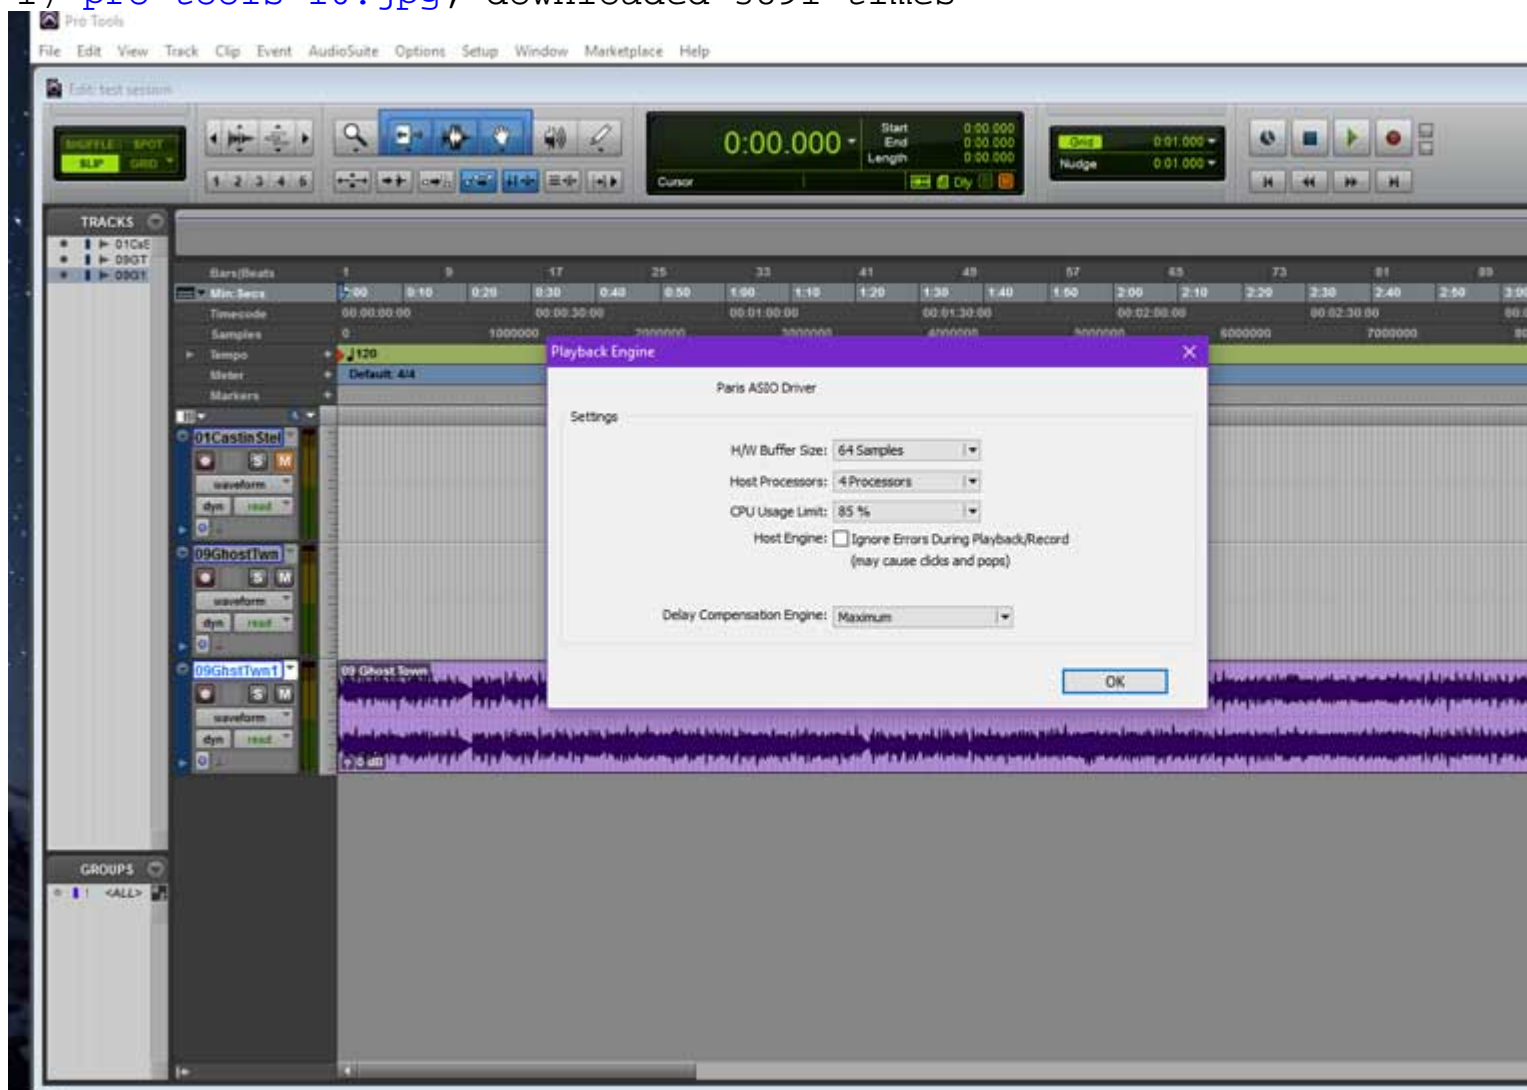 1) pro tools 10.jpg, downloaded 3091 times
Pro Tools
File Edit View Track Clip Event AudioSuite Options Setup Window Marketplace Help
Edit: test session
SHUFFLE SPOT
SLIP GRID
1 2 3 4 5
0:00.000
Start 0:00.000
End 0:00.000
Length 0:00.000
Cursor
Dly
Grid 0:01.000
Nudge 0:01.000
TRACKS
01CsS
09GT
09GT
Bars|Beats 1 9 17 25 33 41 49 57 65 73 81 89
Min:Secs 0:00 0:10 0:20 0:30 0:40 0:50 1:00 1:10 1:20 1:30 1:40 1:50 2:00 2:10 2:20 2:30 2:40 2:50 3:00
Timecode 00:00:00:00 00:00:30:00 00:01:00:00 00:01:30:00 00:02:00:00 00:02:30:00
Samples 0 1000000 2000000 3000000 4000000 5000000 6000000 7000000
Tempo 120
Meter Default: 4/4
Markers
Playback Engine
Paris ASIO Driver
Settings
H/W Buffer Size: 64 Samples
Host Processors: 4 Processors
CPU Usage Limit: 85 %
Host Engine: Ignore Errors During Playback/Record
(may cause clicks and pops)
Delay Compensation Engine: Maximum
OK
01CastinStel
S M
waveform
dyn read
09GhostTwn
S M
waveform
dyn read
09GhstTwn1
S M
waveform
dyn read
09 Ghost Town
0 dB
GROUPS
! <ALL>